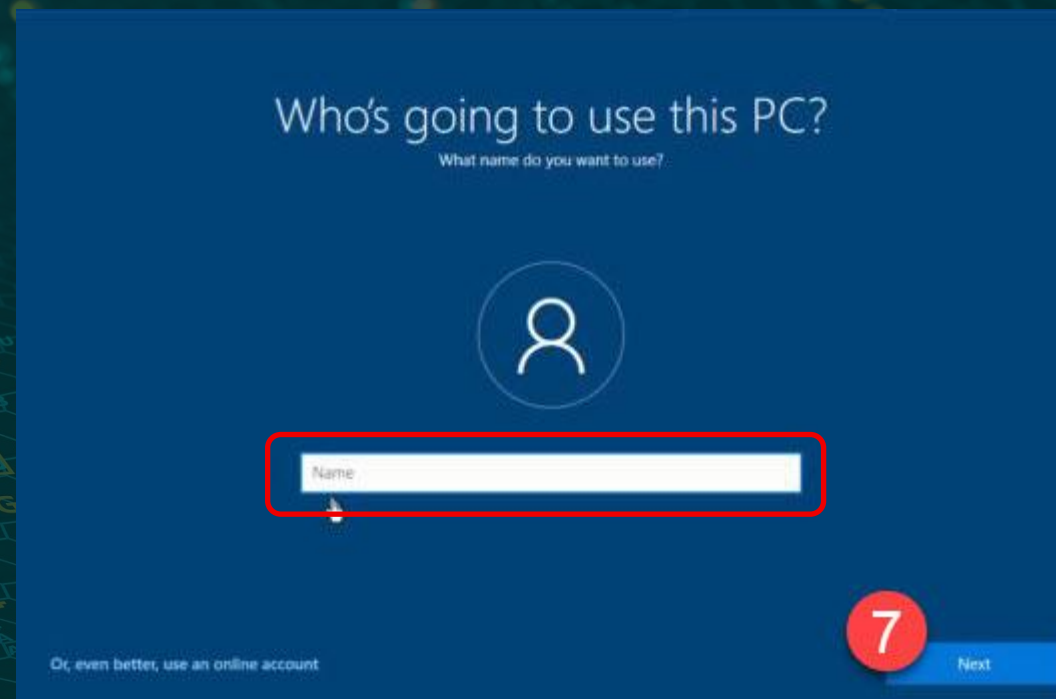 Who's going to use this PC?
What name do you want to use?
Name
7
Or, even better, use an online account
Next